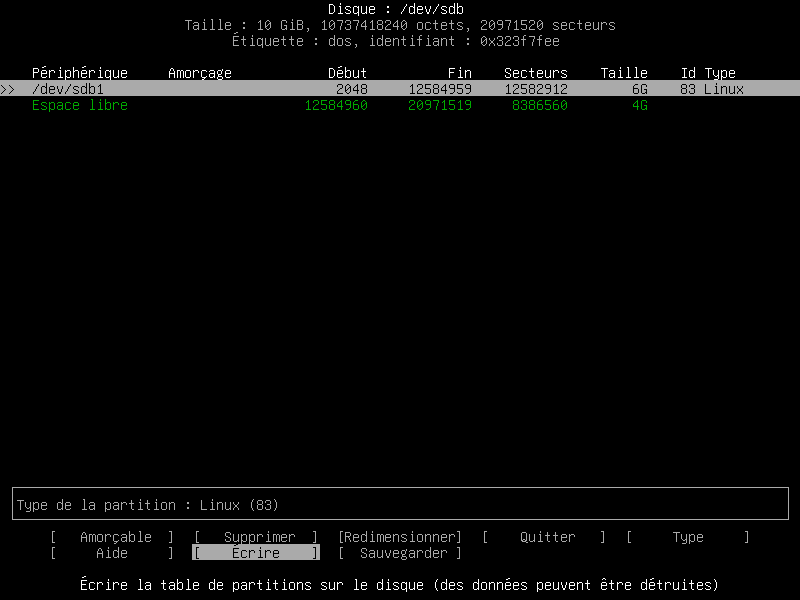 Disque : /dev/sdb
Taille : 10 GiB, 10737418240 octets, 20971520 secteurs
Étiquette : dos, identifiant : 0x323f7fee
Périphérique Amorçage Début Fin Secteurs Taille Id Type
>> /dev/sdb1 2048 12584959 12582912 6G 83 Linux
Espace libre 12584960 20971519 8386560 4G
Type de la partition : Linux (83)
[ Amorçable ] [ Supprimer ] [Redimensionner] [ Quitter ] [ Type ]
[ Aide ] [ Écrire ] [ Sauvegarder ]
Écrire la table de partitions sur le disque (des données peuvent être détruites)